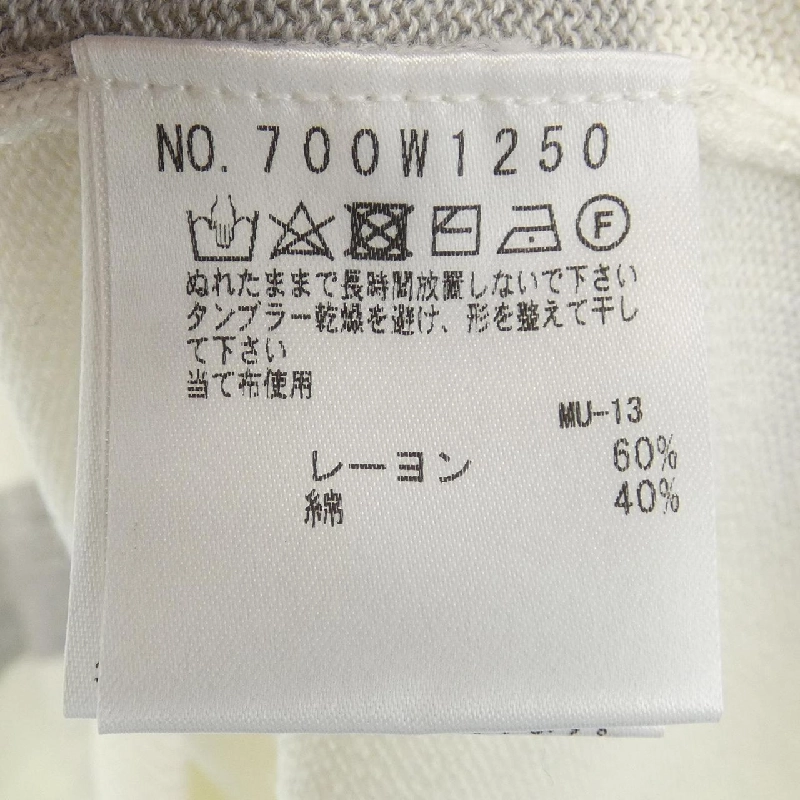 NO. 700W1250
F
ぬれたままで長時間放置しないで下さい
タンブラー乾燥を避け、形を整えて干し
て下さい
当て布使用
MU-13
レーヨン 60%
綿 40%